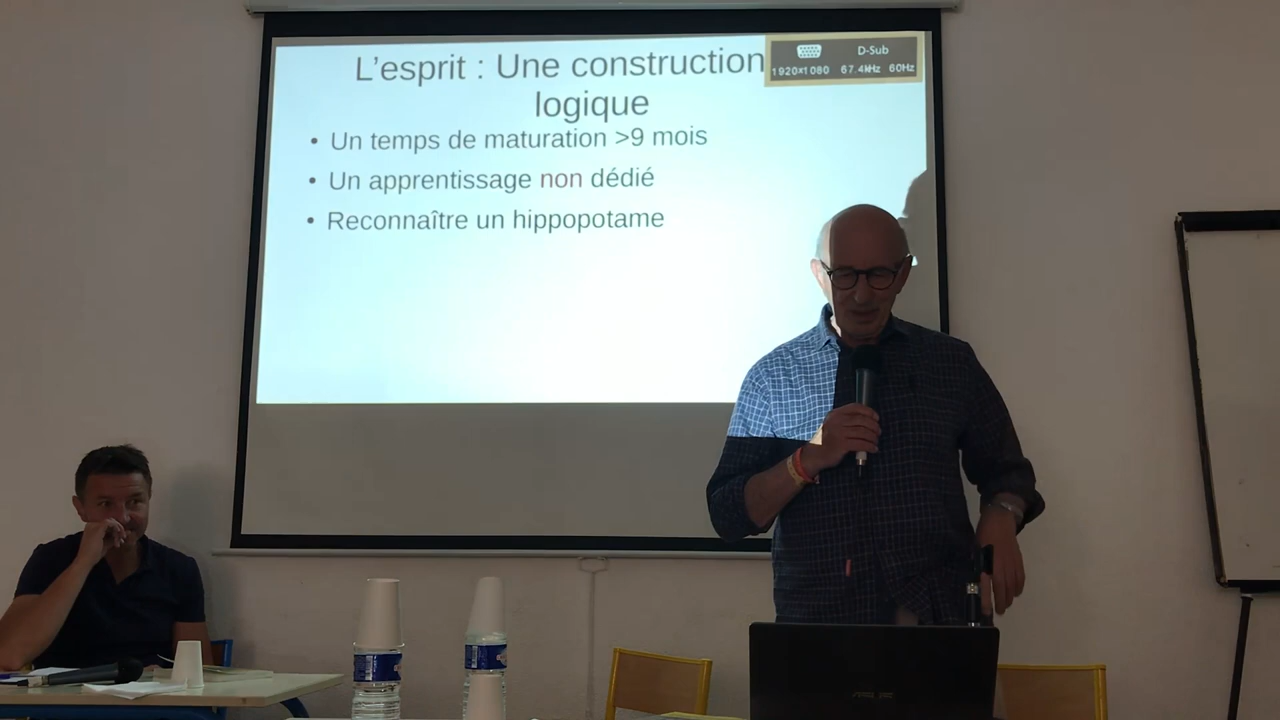 L'esprit : Une construction
logique
• Un temps de maturation >9 mois
• Un apprentissage non dédié
• Reconnaître un hippopotame
D-Sub
1920x1080 67.4kHz 60Hz